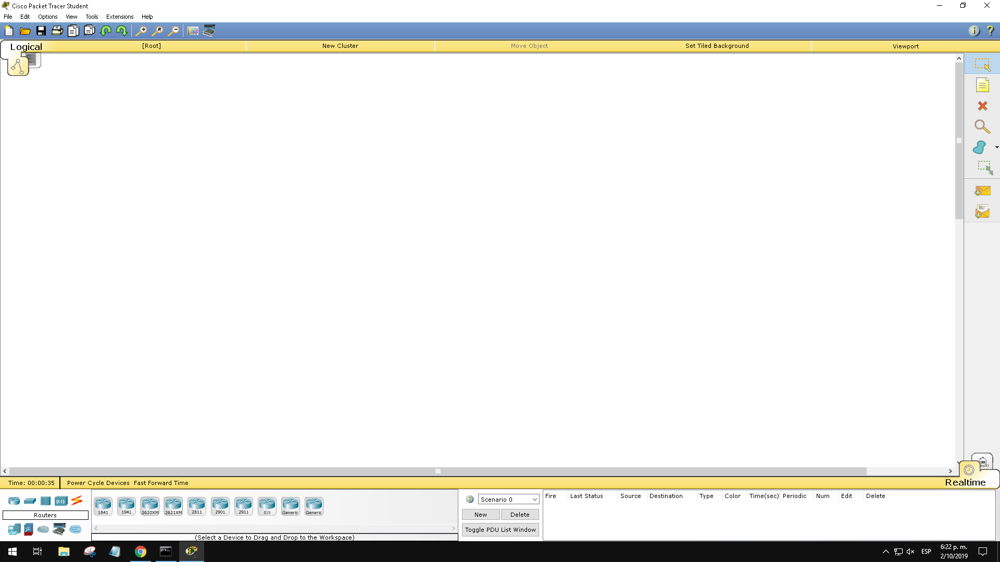 Cisco Packet Tracer Student
File Edit Options View Tools Extensions Help
Logical [Root] New Cluster Move Object Set Tiled Background Viewport
Time: 00:00:35 Power Cycle Devices Fast Forward Time Realtime
Routers
1841 1941 2620XM 2621XM 2811 2901 2911 819 Generic Generic
(Select a Device to Drag and Drop to the Workspace)
Scenario 0
New Delete
Toggle PDU List Window
Fire Last Status Source Destination Type Color Time(sec) Periodic Num Edit Delete
ESP
6:22 p. m.
2/10/2019